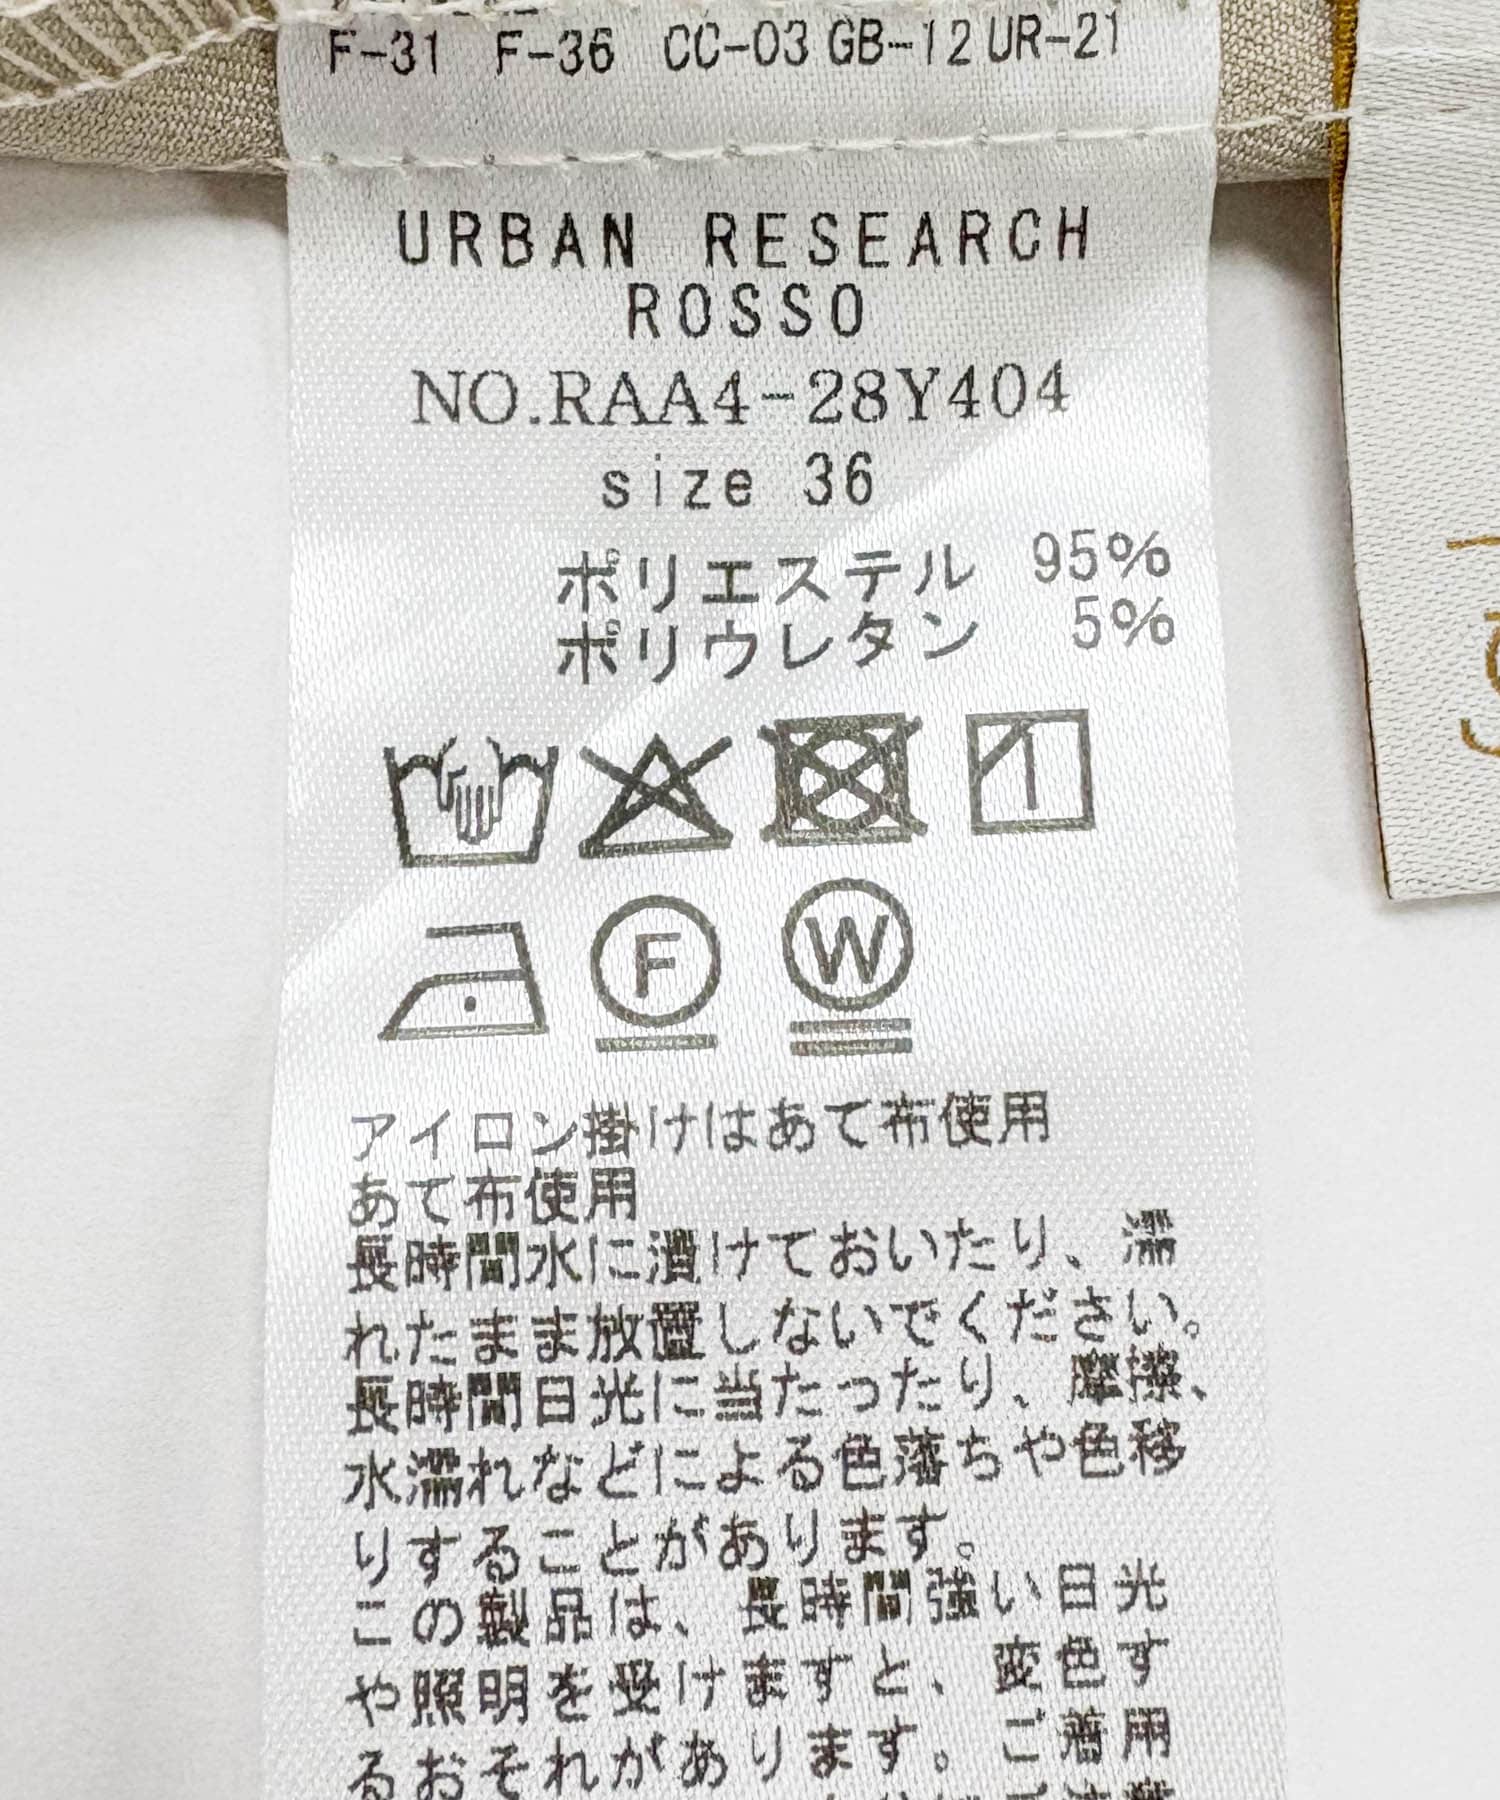 F-31 F-36 CC-03 GB-12 UR-21
URBAN RESEARCH
ROSSO
NO.RAA4-28Y404
size 36
ポリエステル 95%
ポリウレタン 5%
F
W
アイロン掛けはあて布使用
あて布使用
長時間水に漬けておいたり、濡
れたまま放置しないでください。
長時間日光に当たったり、摩擦、
水濡れなどによる色落ちや色移
りすることがあります。
この製品は、長時間強い日光
や照明を受けますと、変色す
るおそれがあります。ご着用